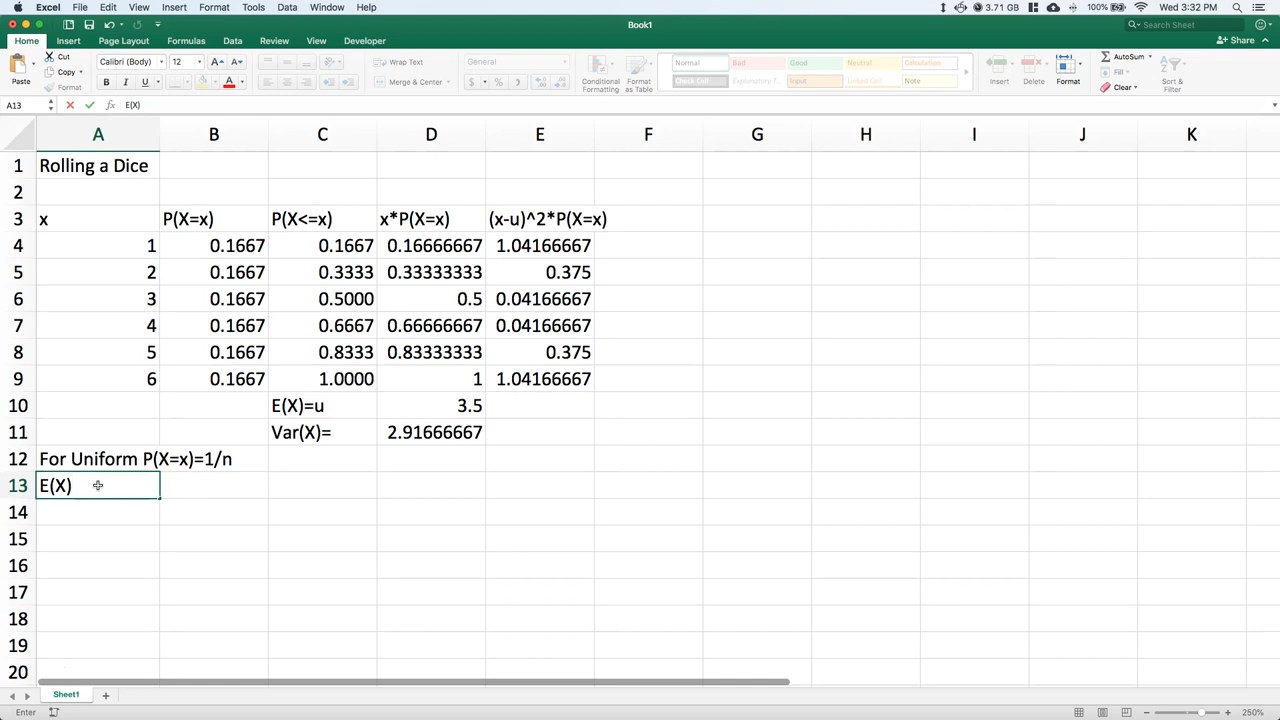 Excel File Edit View Insert Format Tools Data Window Help 3.71 GB 100% Wed 3:32 PM
Book1
Search Sheet
Home Insert Page Layout Formulas Data Review View Developer
Share
Paste
Cut
Copy
Format
Calibri (Body) 12 A A
B I U A
Wrap Text
Merge & Center
General
$ % )
Conditional Formatting
Format as Table
Normal Bad Good Neutral Calculation
Check Cell Explanatory T... Input Linked Cell Note
Insert Delete Format
AutoSum
Fill
Clear
Sort & Filter
A13 fx E(X)
A B C D E F G H I J K
1 Rolling a Dice
2
3 x P(X=x) P(X<=x) x*P(X=x) (x-u)^2*P(X=x)
4 1 0.1667 0.1667 0.16666667 1.04166667
5 2 0.1667 0.3333 0.33333333 0.375
6 3 0.1667 0.5000 0.5 0.04166667
7 4 0.1667 0.6667 0.66666667 0.04166667
8 5 0.1667 0.8333 0.83333333 0.375
9 6 0.1667 1.0000 1 1.04166667
10 E(X)=u 3.5
11 Var(X)= 2.91666667
12 For Uniform P(X=x)=1/n
13 E(X)
14
15
16
17
18
19
20
Sheet1 +
Enter 250%